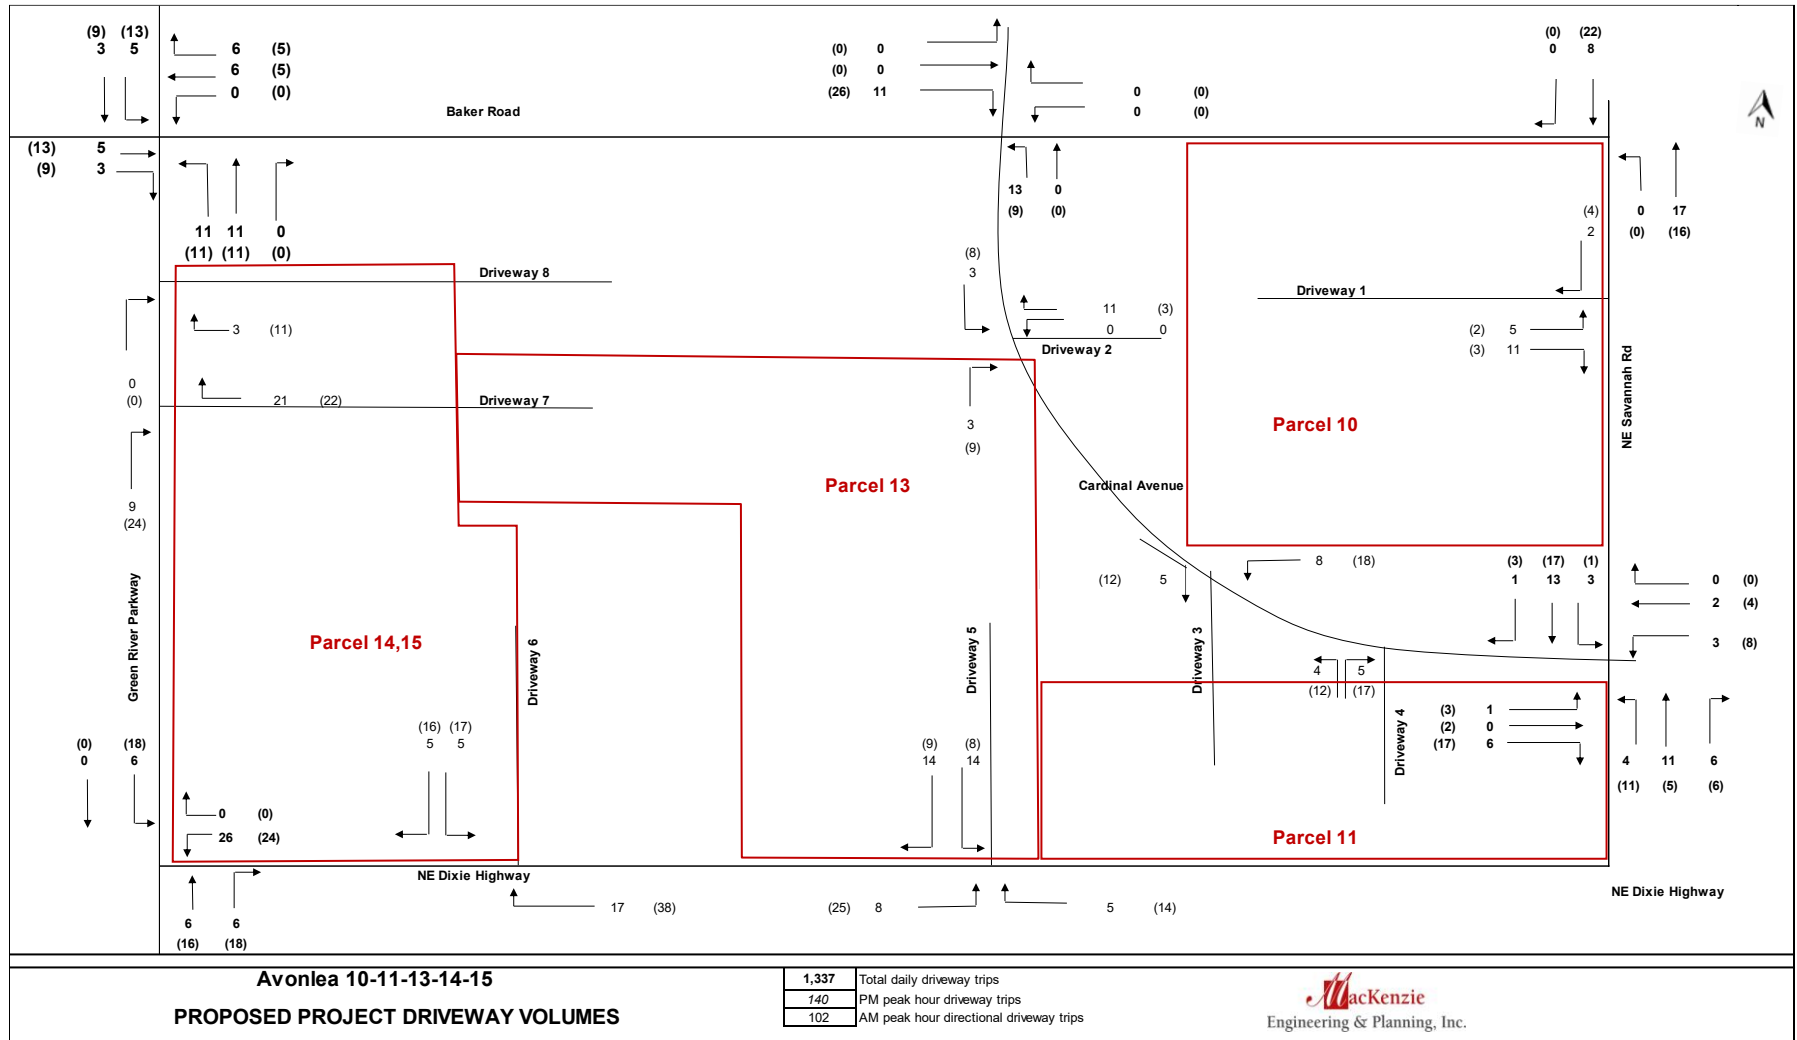 (9) (13)
3 5
6 (5)
6 (5)
0 (0)
Baker Road
(0) 0
(0) 0
(26) 11
0 (0)
0 (0)
(0) (22)
0 8
N
(13) 5
(9) 3
11 11 0
(11) (11) (0)
13 0
(9) (0)
(4)
2
0 17
(0) (16)
Driveway 8
(8)
3
11 (3)
0 0
Driveway 2
Driveway 1
(2) 5
(3) 11
3 (11)
0
(0)
21 (22)
Driveway 7
3
(9)
NE Savannah Rd
Parcel 10
Parcel 13
Cardinal Avenue
9
(24)
Green River Parkway
Parcel 14,15
Driveway 6
Driveway 5
(12) 5
8 (18)
Driveway 3
(3) (17) (1)
1 13 3
0 (0)
2 (4)
3 (8)
4 5
(12) (17)
Driveway 4
(3) 1
(2) 0
(17) 6
4 11 6
(11) (5) (6)
(0) (18)
0 6
(16) (17)
5 5
(9) (8)
14 14
0 (0)
26 (24)
Parcel 11
NE Dixie Highway
NE Dixie Highway
6 6
(16) (18)
17 (38)
(25) 8
5 (14)
Avonlea 10-11-13-14-15
PROPOSED PROJECT DRIVEWAY VOLUMES
1,337 Total daily driveway trips
140 PM peak hour driveway trips
102 AM peak hour directional driveway trips
MacKenzie
Engineering & Planning, Inc.